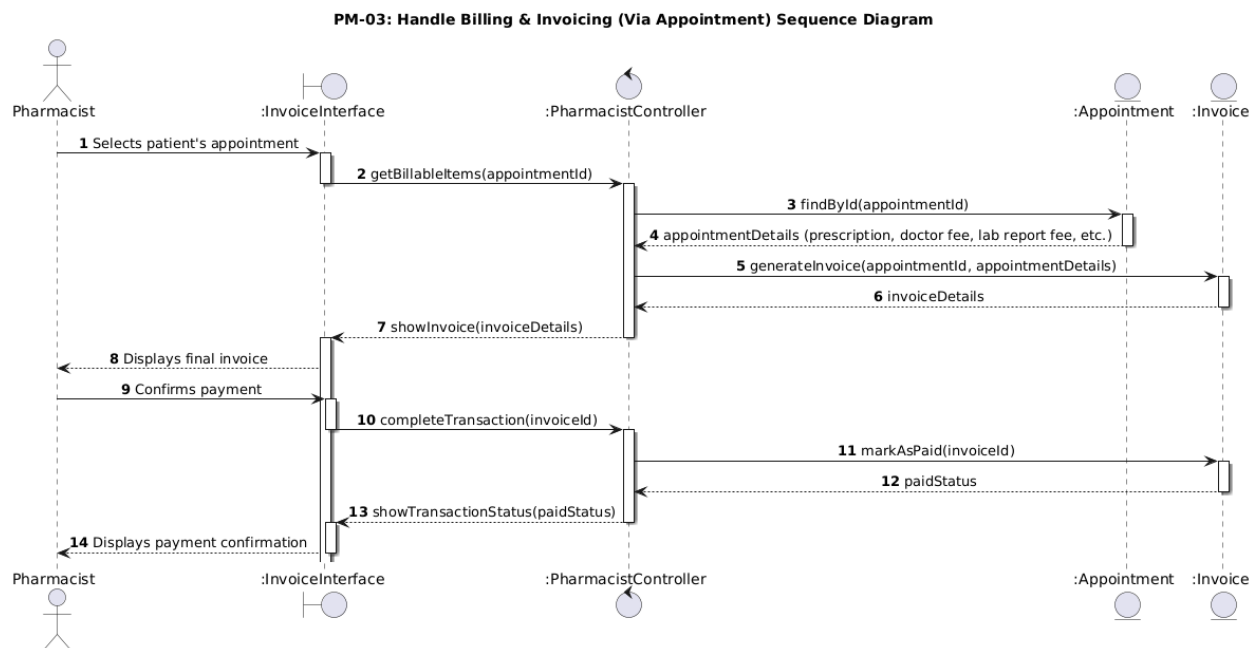 PM-03: Handle Billing & Invoicing (Via Appointment) Sequence Diagram
Pharmacist
:InvoiceInterface
:PharmacistController
:Appointment
:Invoice
1 Selects patient's appointment
2 getBillableItems(appointmentId)
3 findById(appointmentId)
4 appointmentDetails (prescription, doctor fee, lab report fee, etc.)
5 generateInvoice(appointmentId, appointmentDetails)
6 invoiceDetails
7 showInvoice(invoiceDetails)
8 Displays final invoice
9 Confirms payment
10 completeTransaction(invoiceId)
11 markAsPaid(invoiceId)
12 paidStatus
13 showTransactionStatus(paidStatus)
14 Displays payment confirmation
Pharmacist
:InvoiceInterface
:PharmacistController
:Appointment
:Invoice